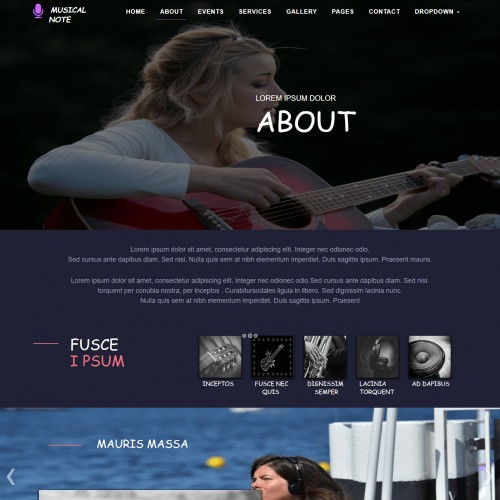 MUSICAL
NOTE
HOME ABOUT EVENTS SERVICES GALLERY PAGES CONTACT DROPDOWN
LOREM IPSUM DOLOR
ABOUT
Lorem ipsum dolor sit amet, consectetur adipiscing elit. Integer nec odionec odio.
Sed cursus ante dapibus diam. Sed nisi. Nulla quis sem at nibh elementum imperdiet. Duis sagittis ipsum. Praesent mauris.
Lorem ipsum dolor sit amet, consectetur adipiscing elit. Integer nec odionec odio.Sed cursus ante dapibus diam. Sed nisi.
torquent per conubia nostra, per inceptos . Curabitursodales ligula in libero. Sed dignissim lacinia nunc.
Nulla quis sem at nibh elementum imperdiet. Duis sagittis ipsum. Praesent
FUSCE
I PSUM
INCEPTOS
FUSCE NEC
QUIS
DIGNISSIM
SEMPER
LACINIA
TORQUENT
AD DAPIBUS
MAURIS MASSA